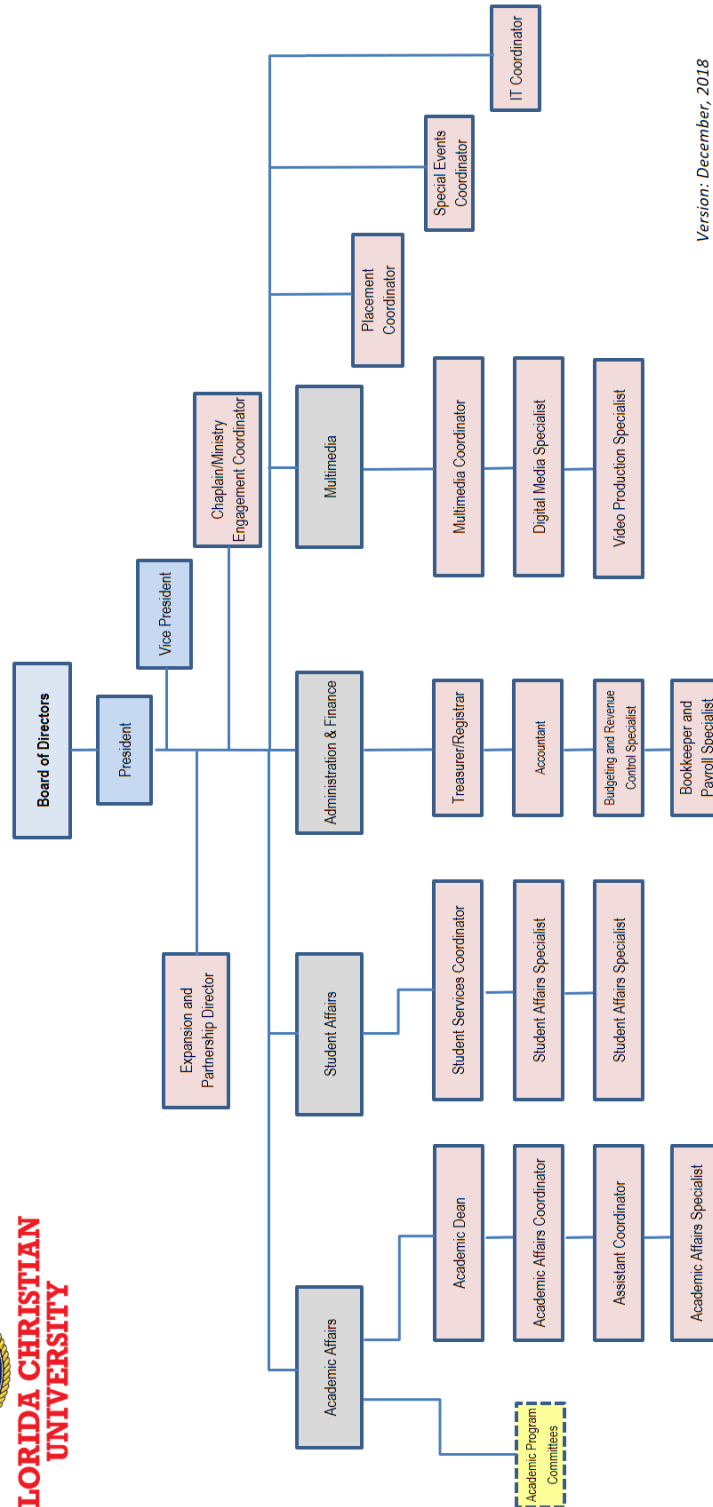 LORIDA CHRISTIAN
UNIVERSITY
Board of Directors
President
Vice President
Expansion and
Partnership Director
Chaplain/Ministry
Engagement Coordinator
Academic Affairs
Student Affairs
Administration & Finance
Multimedia
Placement
Coordinator
Special Events
Coordinator
IT Coordinator
Academic Program
Committees
Academic Dean
Academic Affairs Coordinator
Assistant Coordinator
Academic Affairs Specialist
Student Services Coordinator
Student Affairs Specialist
Student Affairs Specialist
Treasurer/Registrar
Accountant
Budgeting and Revenue
Control Specialist
Bookkeeper and
Payroll Specialist
Multimedia Coordinator
Digital Media Specialist
Video Production Specialist
Version: December, 2018